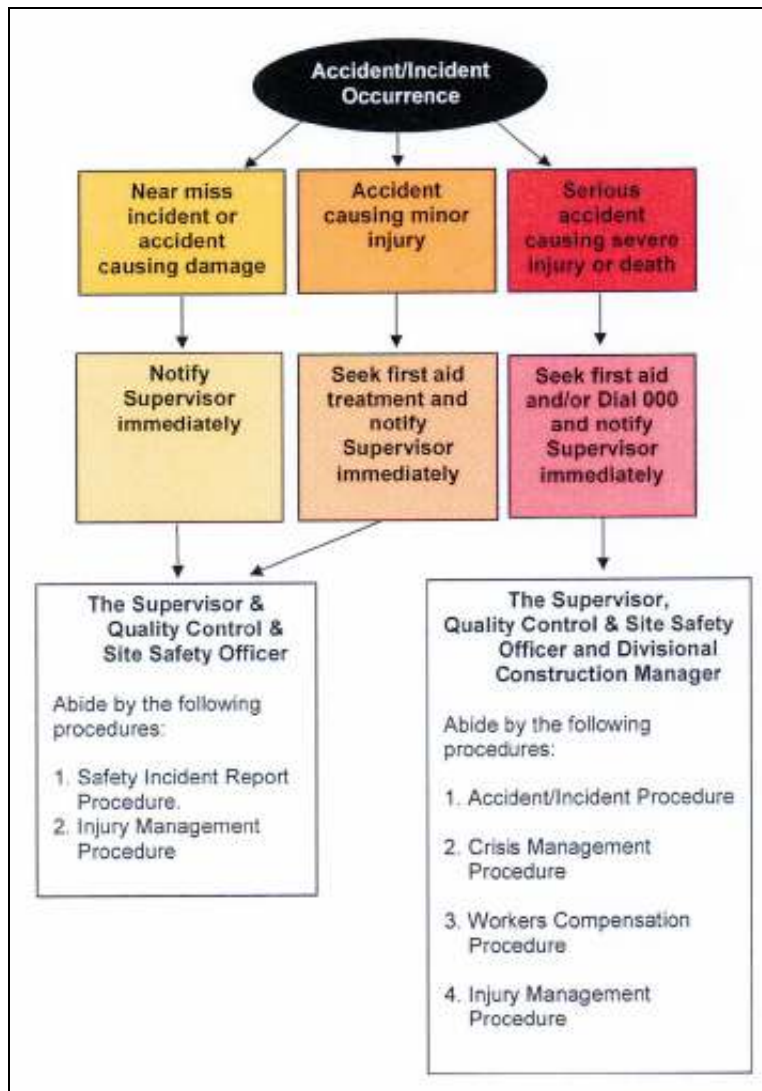 Accident/Incident
Occurrence
Near miss
incident or
accident
causing damage
Accident
causing minor
injury
Serious
accident
causing severe
injury or death
Notify
Supervisor
immediately
Seek first aid
treatment and
notify
Supervisor
immediately
Seek first aid
and/or Dial 000
and notify
Supervisor
immediately
The Supervisor &
Quality Control &
Site Safety Officer
Abide by the following
procedures:
1. Safety Incident Report
Procedure.
2. Injury Management
Procedure
The Supervisor,
Quality Control & Site Safety
Officer and Divisional
Construction Manager
Abide by the following
procedures:
1. Accident/Incident Procedure
2. Crisis Management
Procedure
3. Workers Compensation
Procedure
4. Injury Management
Procedure